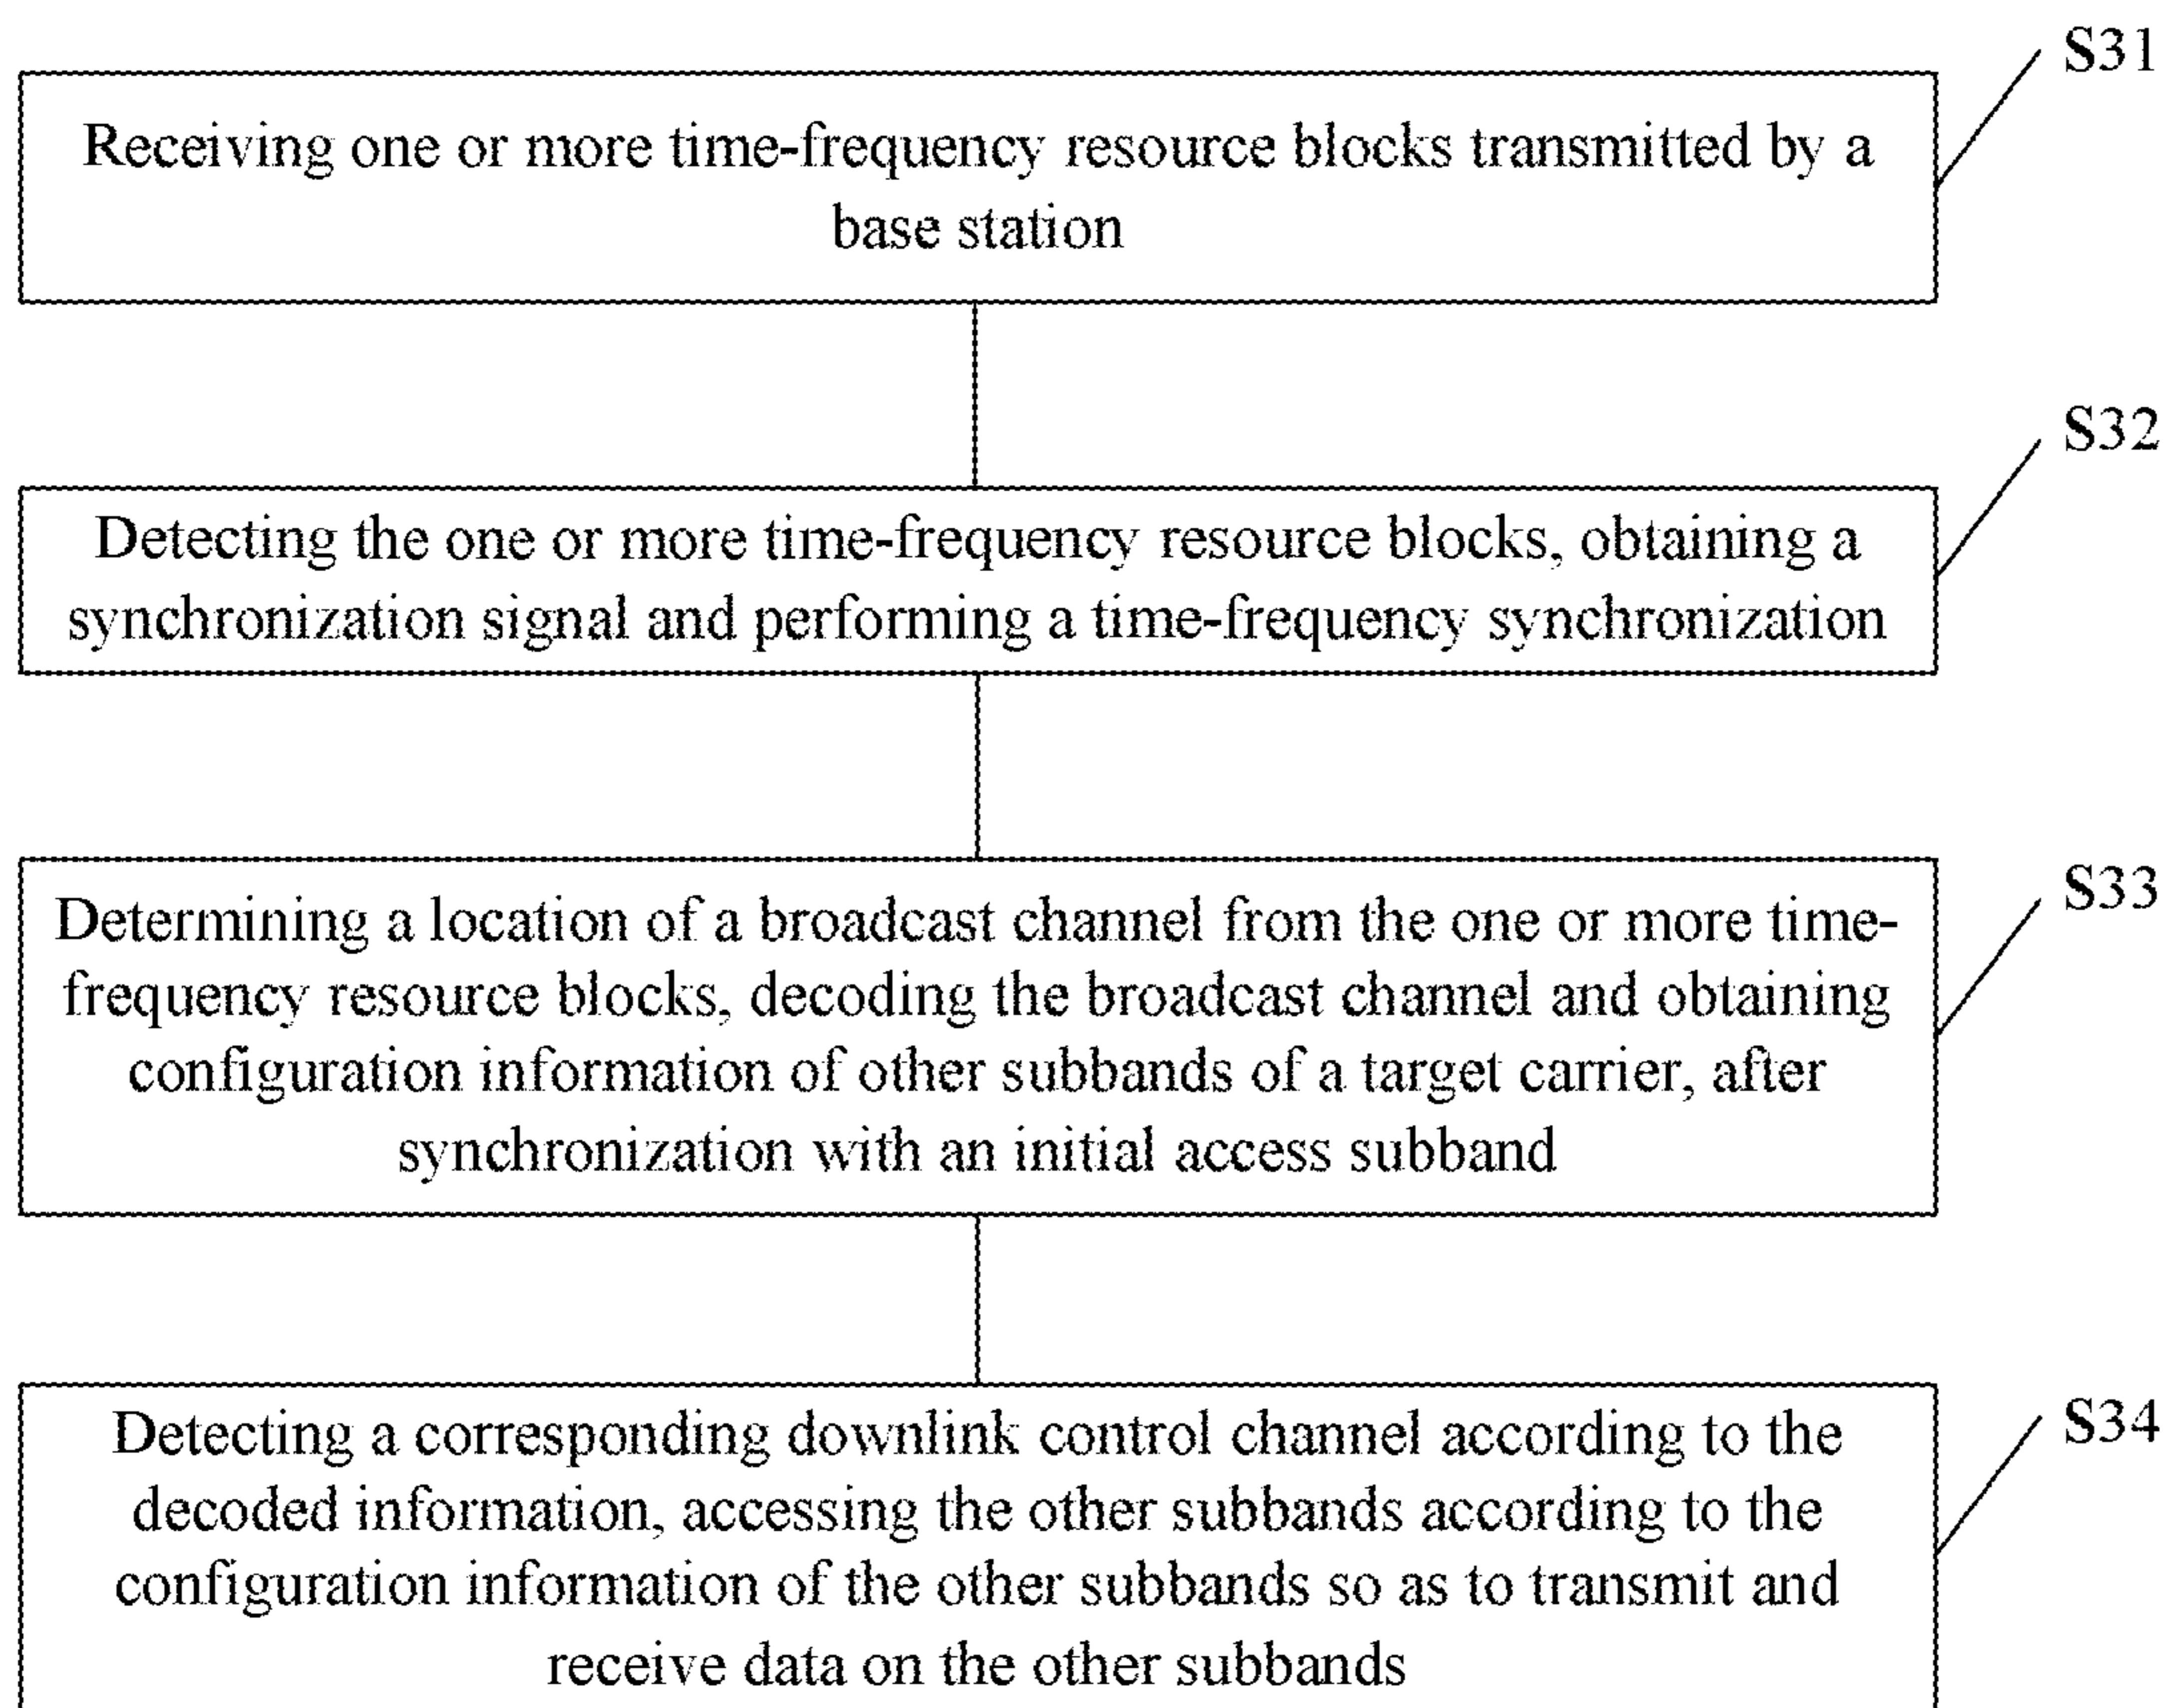 S31
Receiving one or more time-frequency resource blocks transmitted by a
base station
S32
Detecting the one or more time-frequency resource blocks, obtaining a
synchronization signal and performing a time-frequency synchronization
S33
Determining a location of a broadcast channel from the one or more time-
frequency resource blocks, decoding the broadcast channel and obtaining
configuration information of other subbands of a target carrier, after
synchronization with an initial access subband
S34
Detecting a corresponding downlink control channel according to the
decoded information, accessing the other subbands according to the
configuration information of the other subbands so as to transmit and
receive data on the other subbands